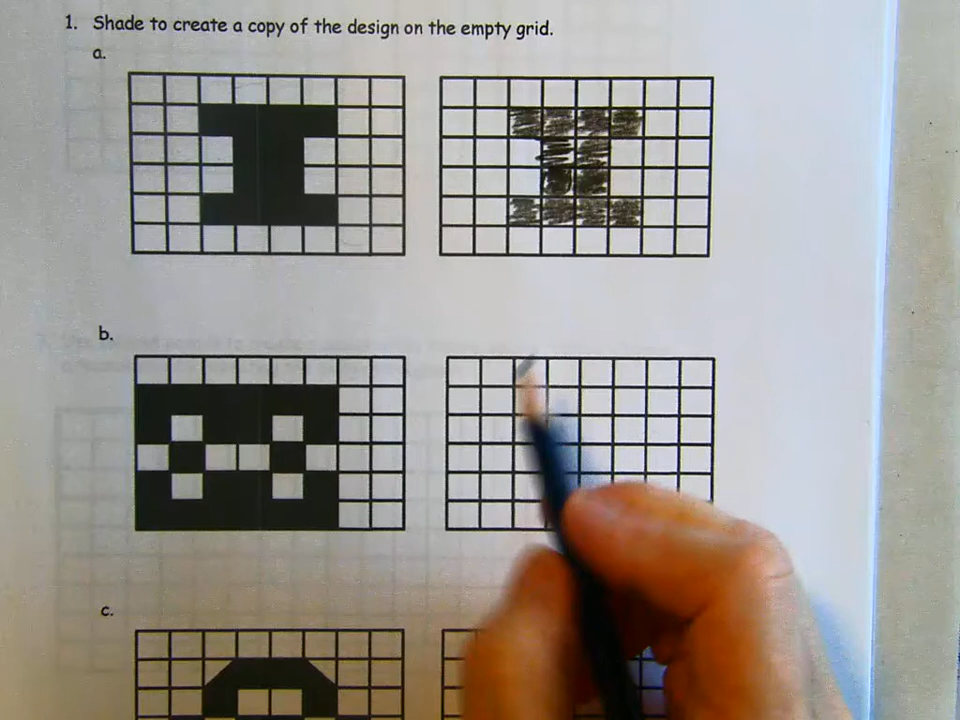 1. Shade to create a copy of the design on the empty grid.
a.
b.
c.